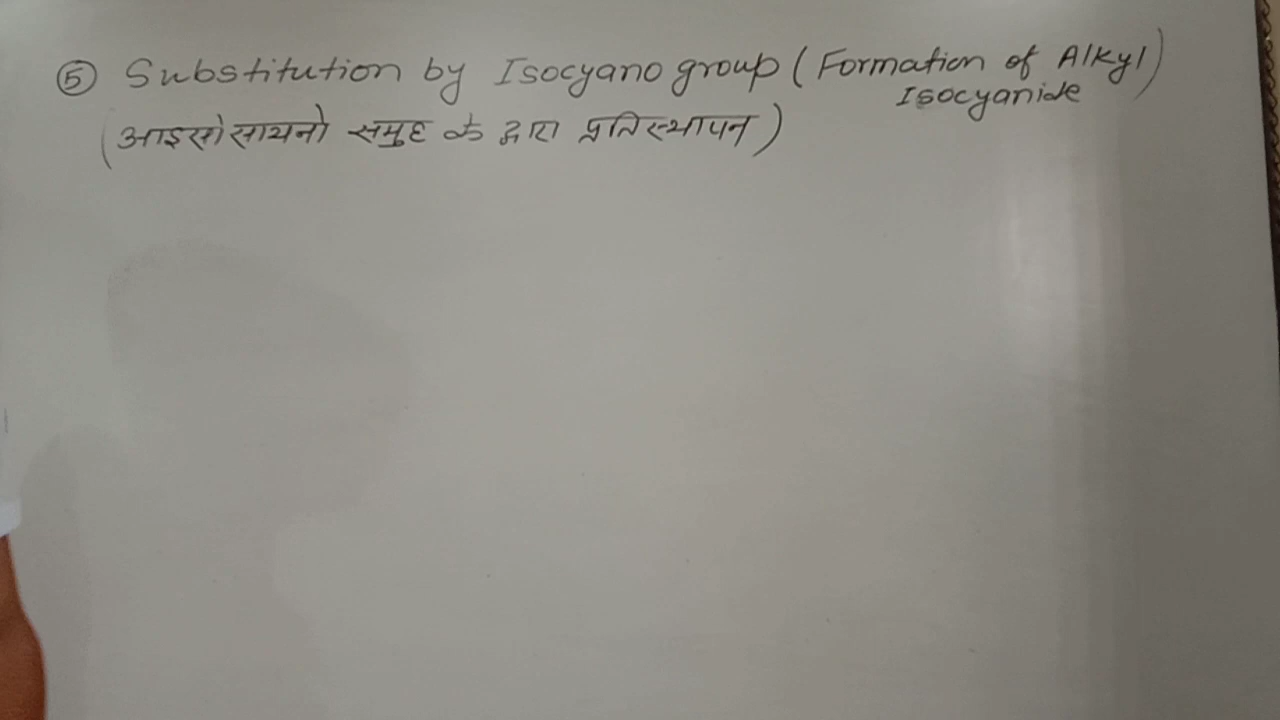 ⑤ Substitution by Isocyano group (Formation of Alkyl Isocyanide)
(आइसोसायनो समुह के द्वारा प्रतिस्थापन)